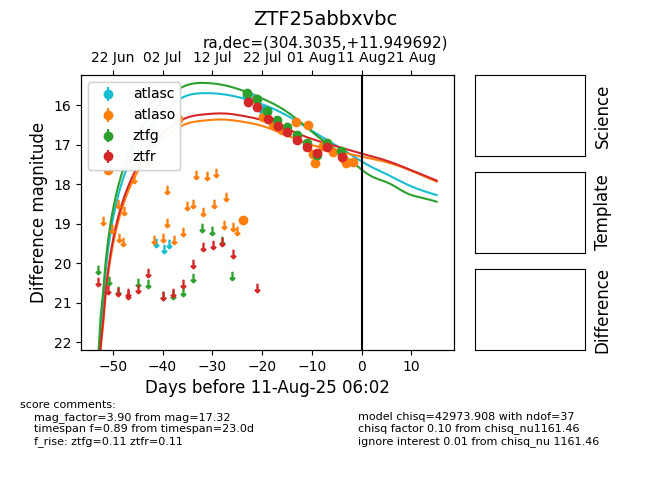 ZTF25abbxvbc
ra,dec=(304.3035,+11.949692)
22 Jun 02 Jul 12 Jul 22 Jul 01 Aug 11 Aug 21 Aug
atlasc
atlaso
ztfg
ztfr
16
17
18
19
20
21
22
Difference magnitude
−50 −40 −30 −20 −10 0 10
Days before 11-Aug-25 06:02
Science
Template
Difference
score comments:
mag_factor=3.90 from mag=17.32
timespan f=0.89 from timespan=23.0d
f_rise: ztfg=0.11 ztfr=0.11
model chisq=42973.908 with ndof=37
chisq factor 0.10 from chisq_nu1161.46
ignore interest 0.01 from chisq_nu 1161.46